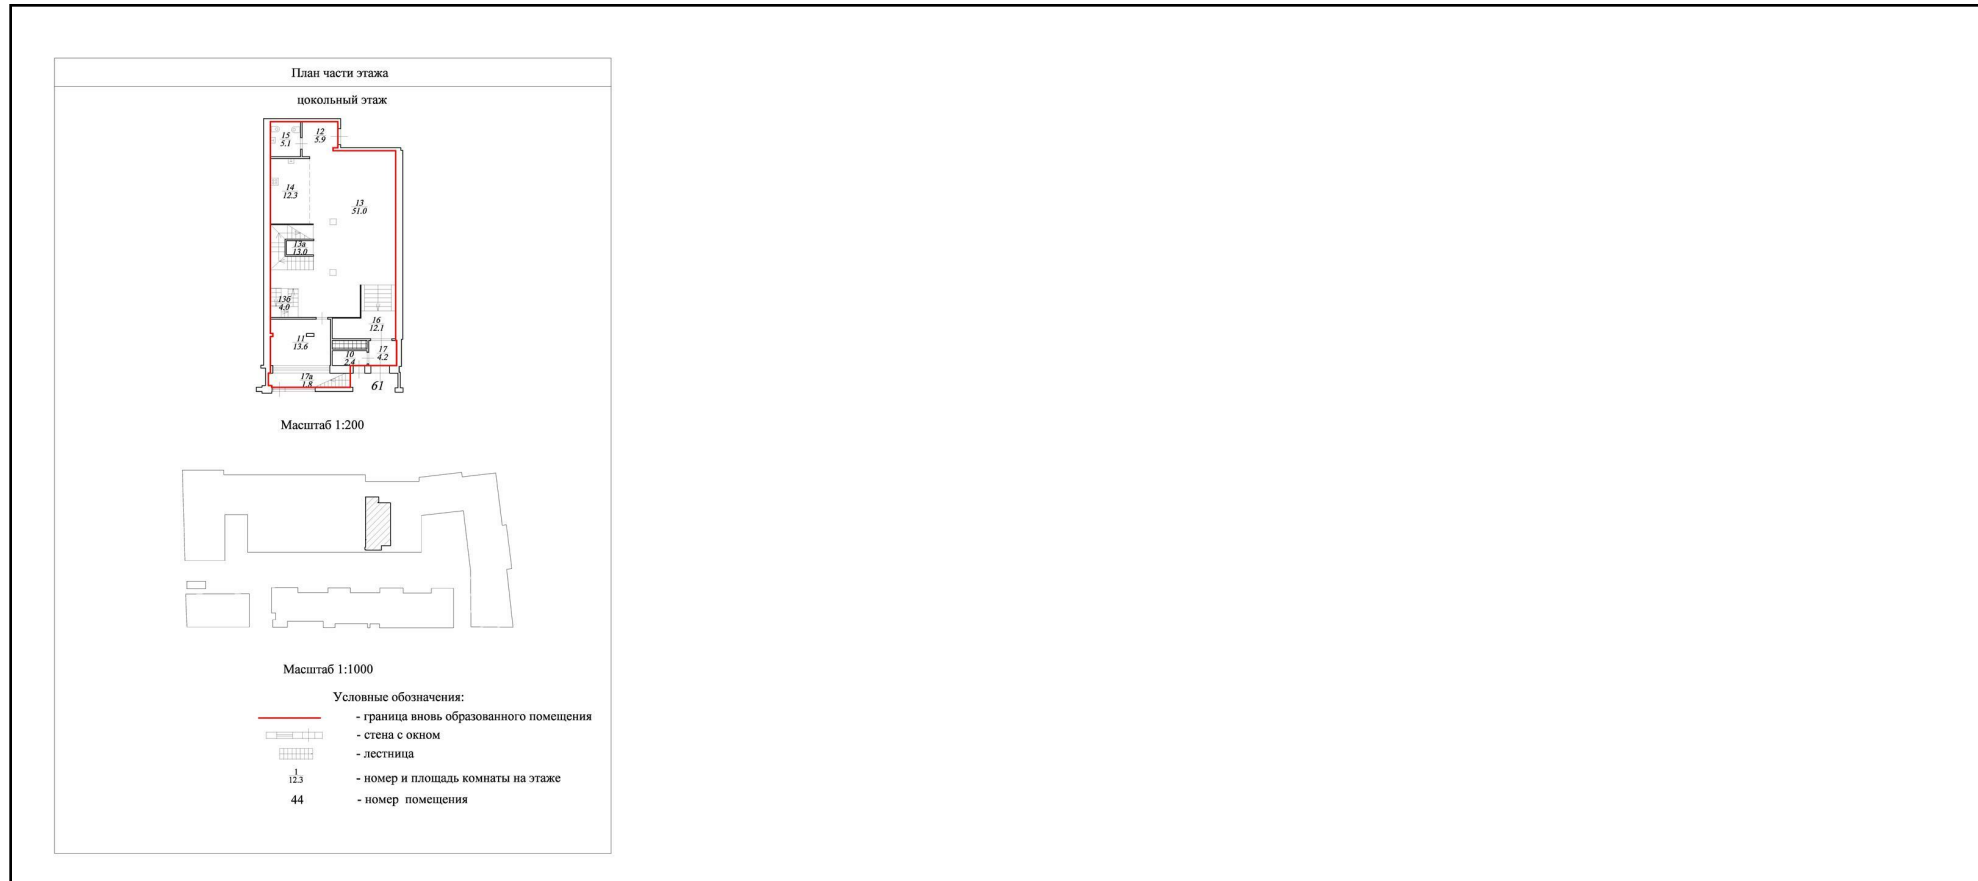 План части этажа
цокольный этаж
15
5.1
12
5.9
14
12.3
13
51.0
13а
13.0
13б
4.0
16
12.1
11
13.6
10
2.4
17
4.2
17а
1.8
61
Масштаб 1:200
Масштаб 1:1000
Условные обозначения:
- граница вновь образованного помещения
- стена с окном
- лестница
1
12.3
- номер и площадь комнаты на этаже
44 - номер помещения